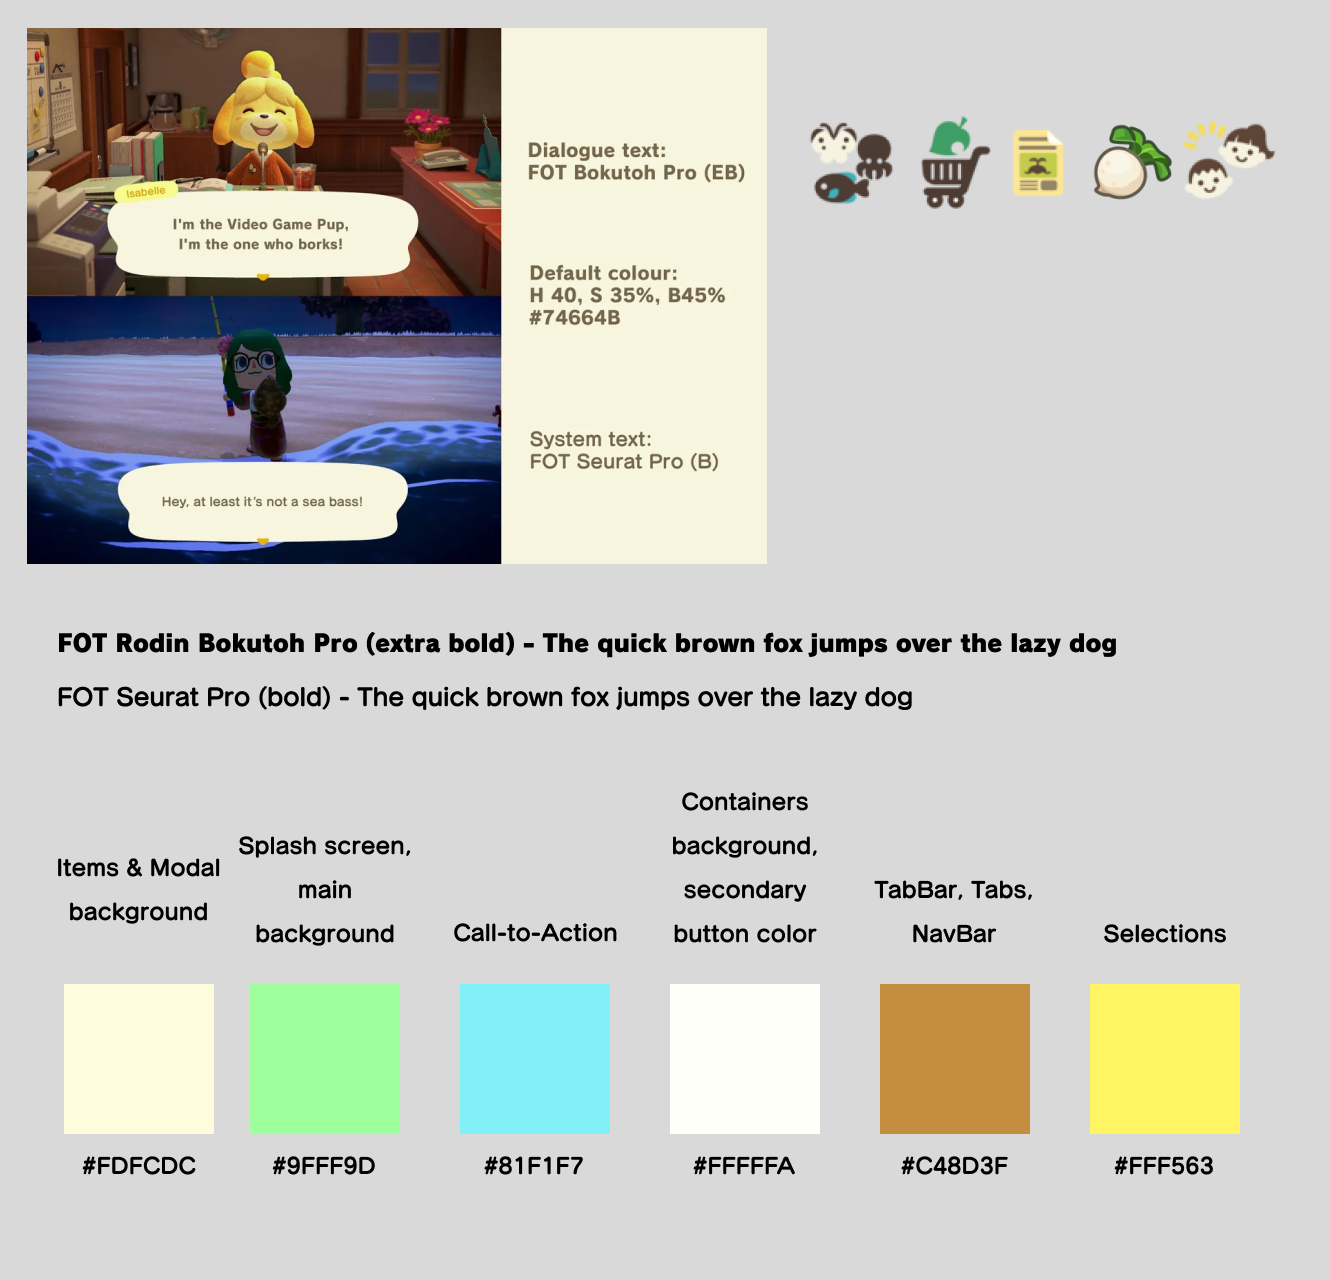 Isabelle
I'm the Video Game Pup,
I'm the one who borks!
Hey, at least it's not a sea bass!
Dialogue text:
FOT Bokutoh Pro (EB)
Default colour:
H 40, S 35%, B45%
#74664B
System text:
FOT Seurat Pro (B)
FOT Rodin Bokutoh Pro (extra bold) - The quick brown fox jumps over the lazy dog
FOT Seurat Pro (bold) - The quick brown fox jumps over the lazy dog
Items & Modal
background
Splash screen,
main
background
Call-to-Action
Containers
background,
secondary
button color
TabBar, Tabs,
NavBar
Selections
#FDFCDC
#9FFF9D
#81F1F7
#FFFFFA
#C48D3F
#FFF563